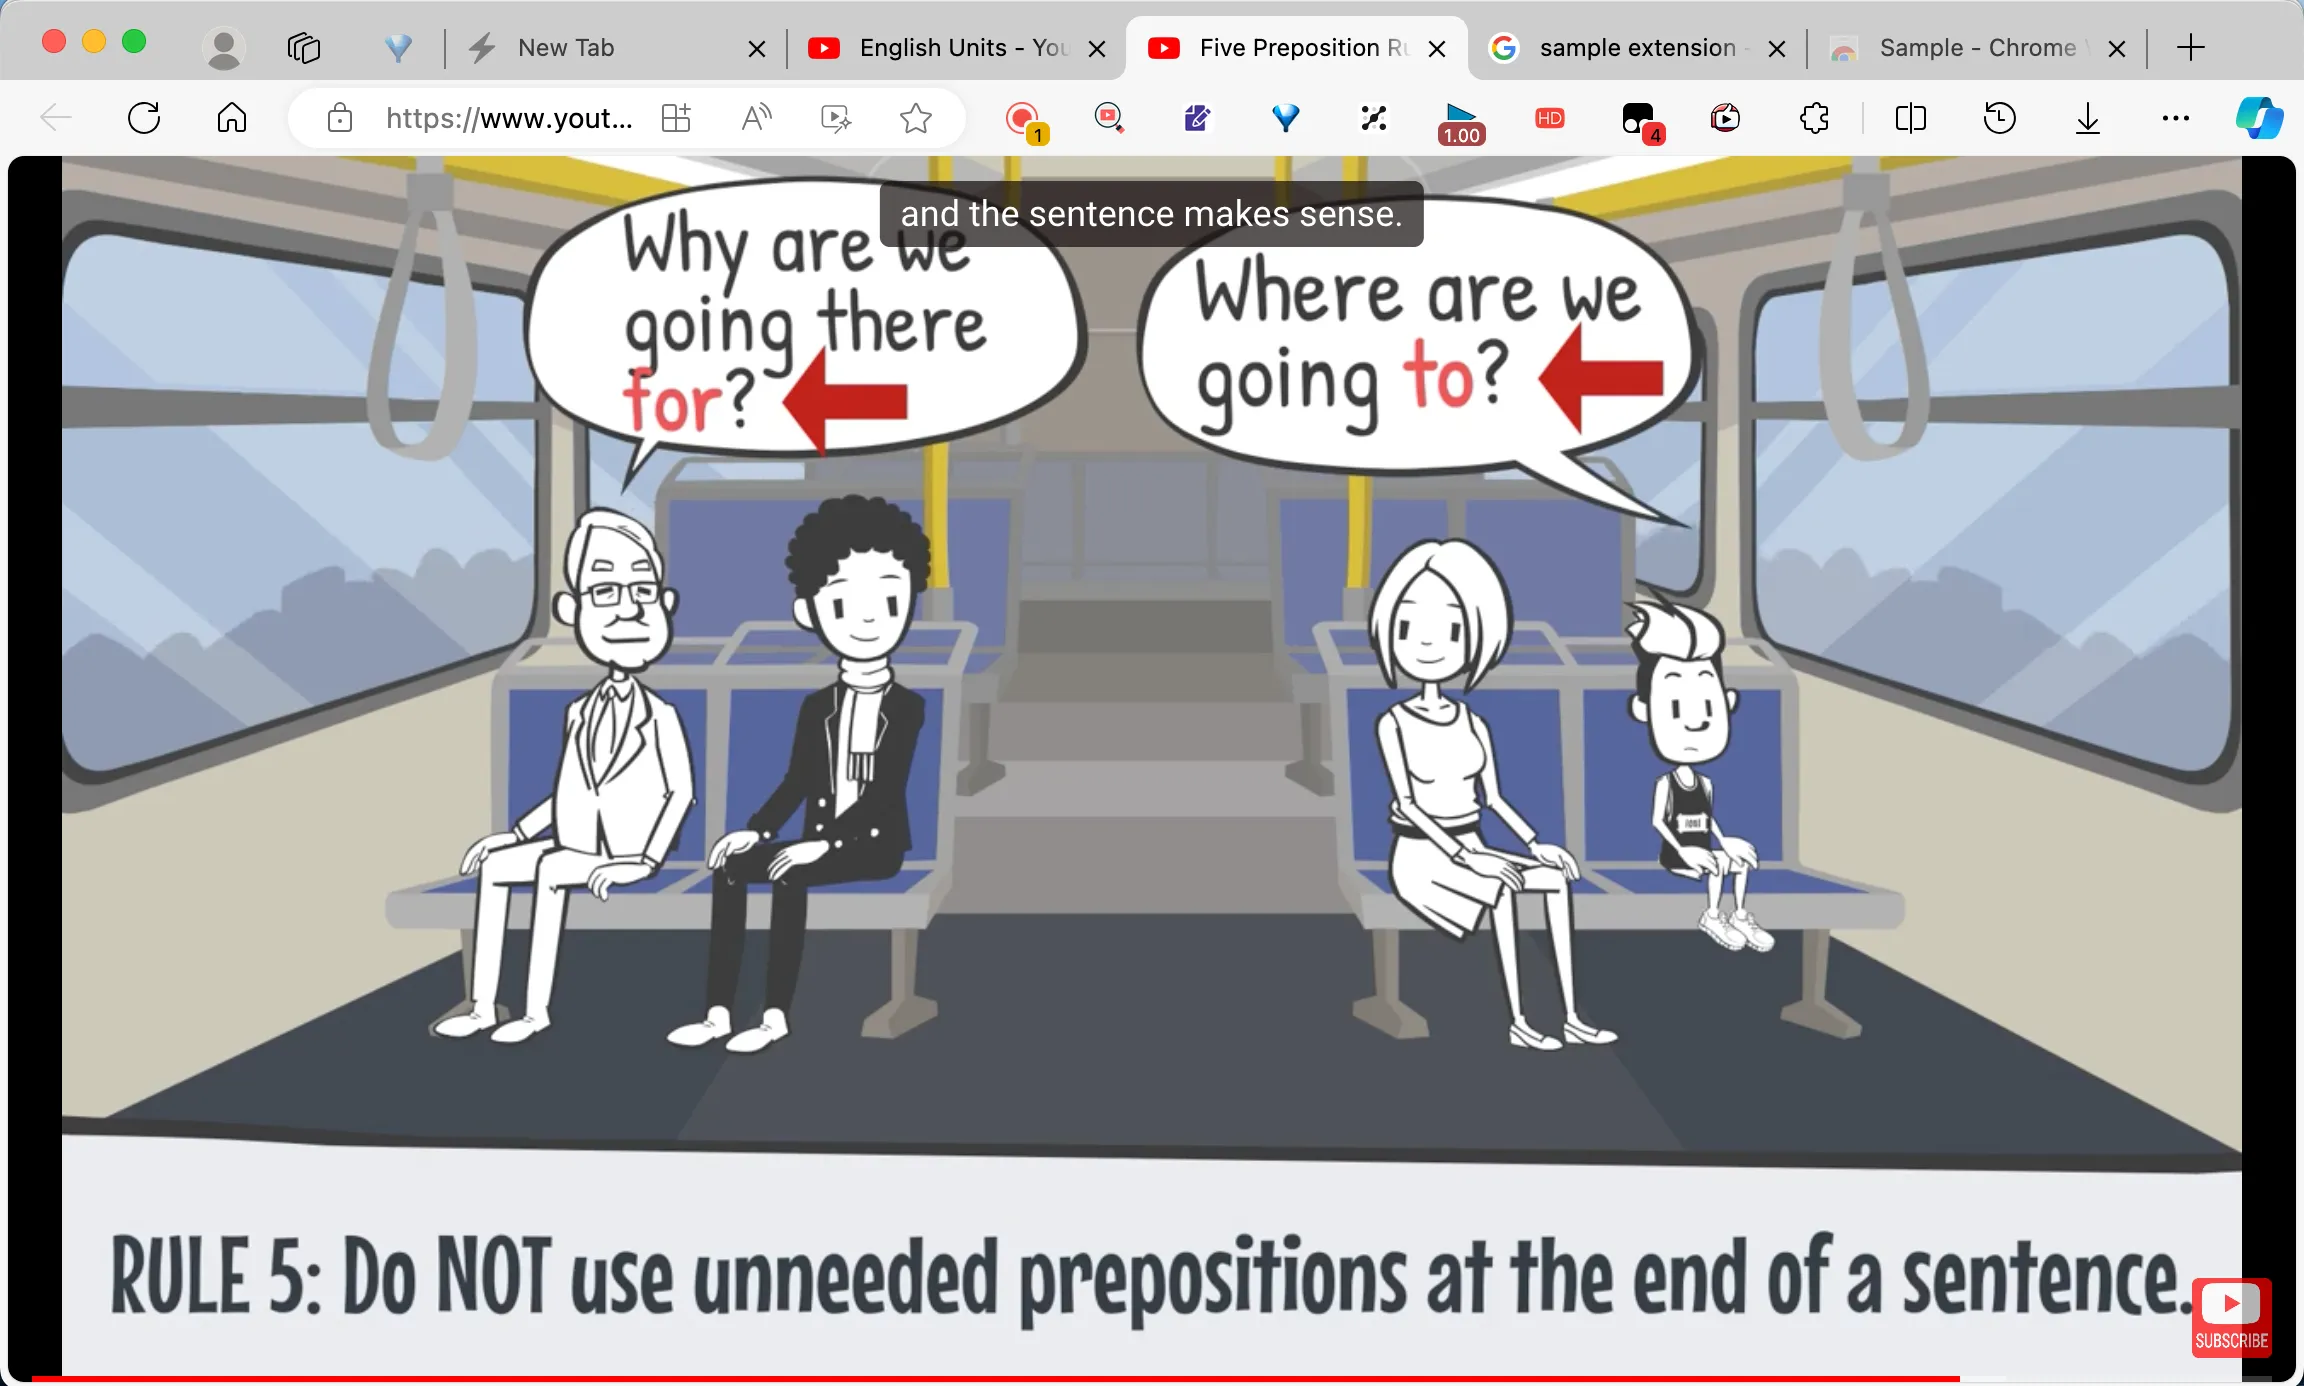 New Tab
English Units - You
Five Preposition Ru
sample extension -
Sample - Chrome
https://www.yout...
1
1.00
HD
4
and the sentence makes sense.
Why are we
going there
for?
Where are we
going to?
RULE 5: Do NOT use unneeded prepositions at the end of a sentence.
SUBSCRIBE